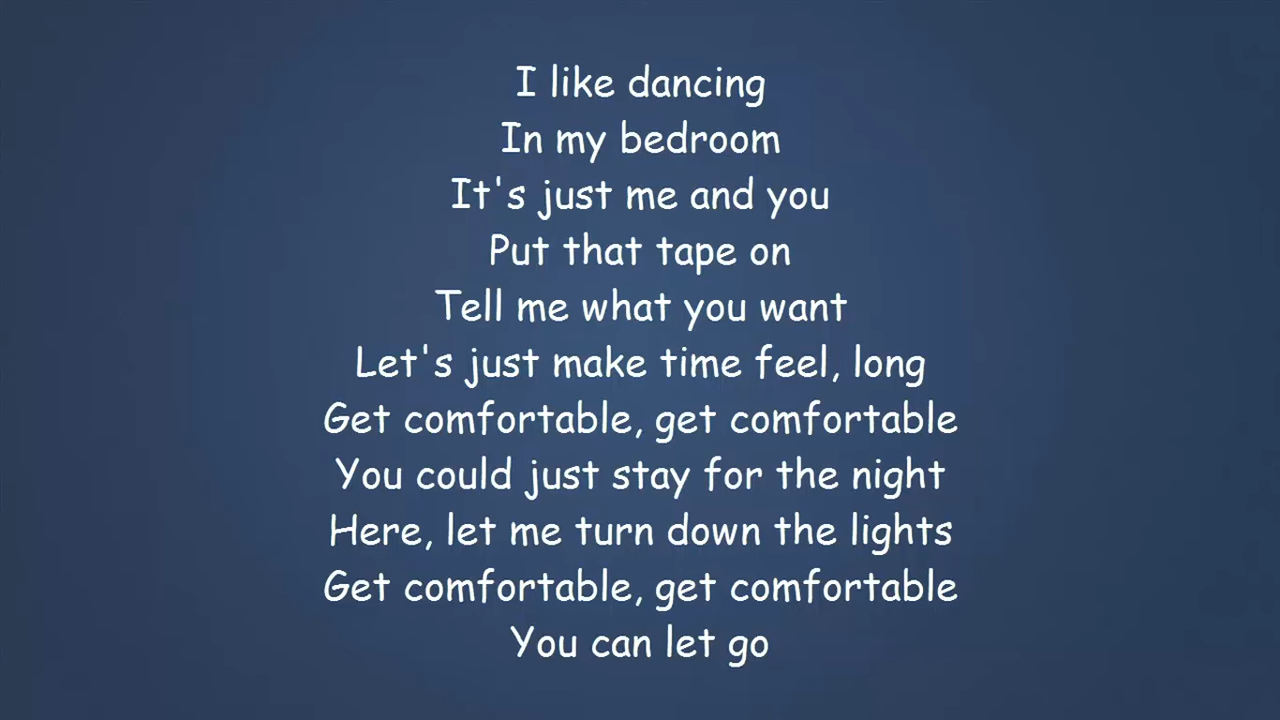 I like dancing
In my bedroom
It's just me and you
Put that tape on
Tell me what you want
Let's just make time feel, long
Get comfortable, get comfortable
You could just stay for the night
Here, let me turn down the lights
Get comfortable, get comfortable
You can let go